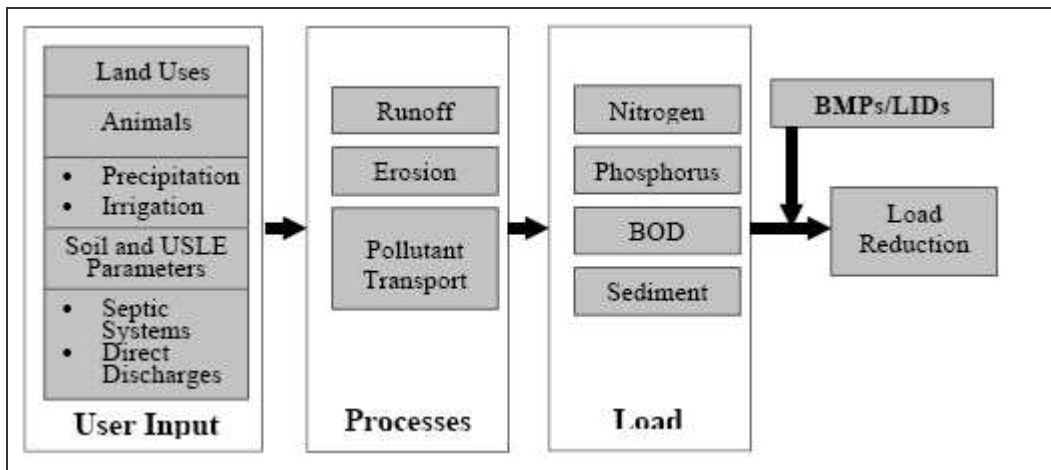 Land Uses
Animals
• Precipitation
• Irrigation
Soil and USLE
Parameters
• Septic
Systems
• Direct
Discharges
User Input
Runoff
Erosion
Pollutant
Transport
Processes
Nitrogen
Phosphorus
BOD
Sediment
Load
BMPs/LIDs
Load
Reduction